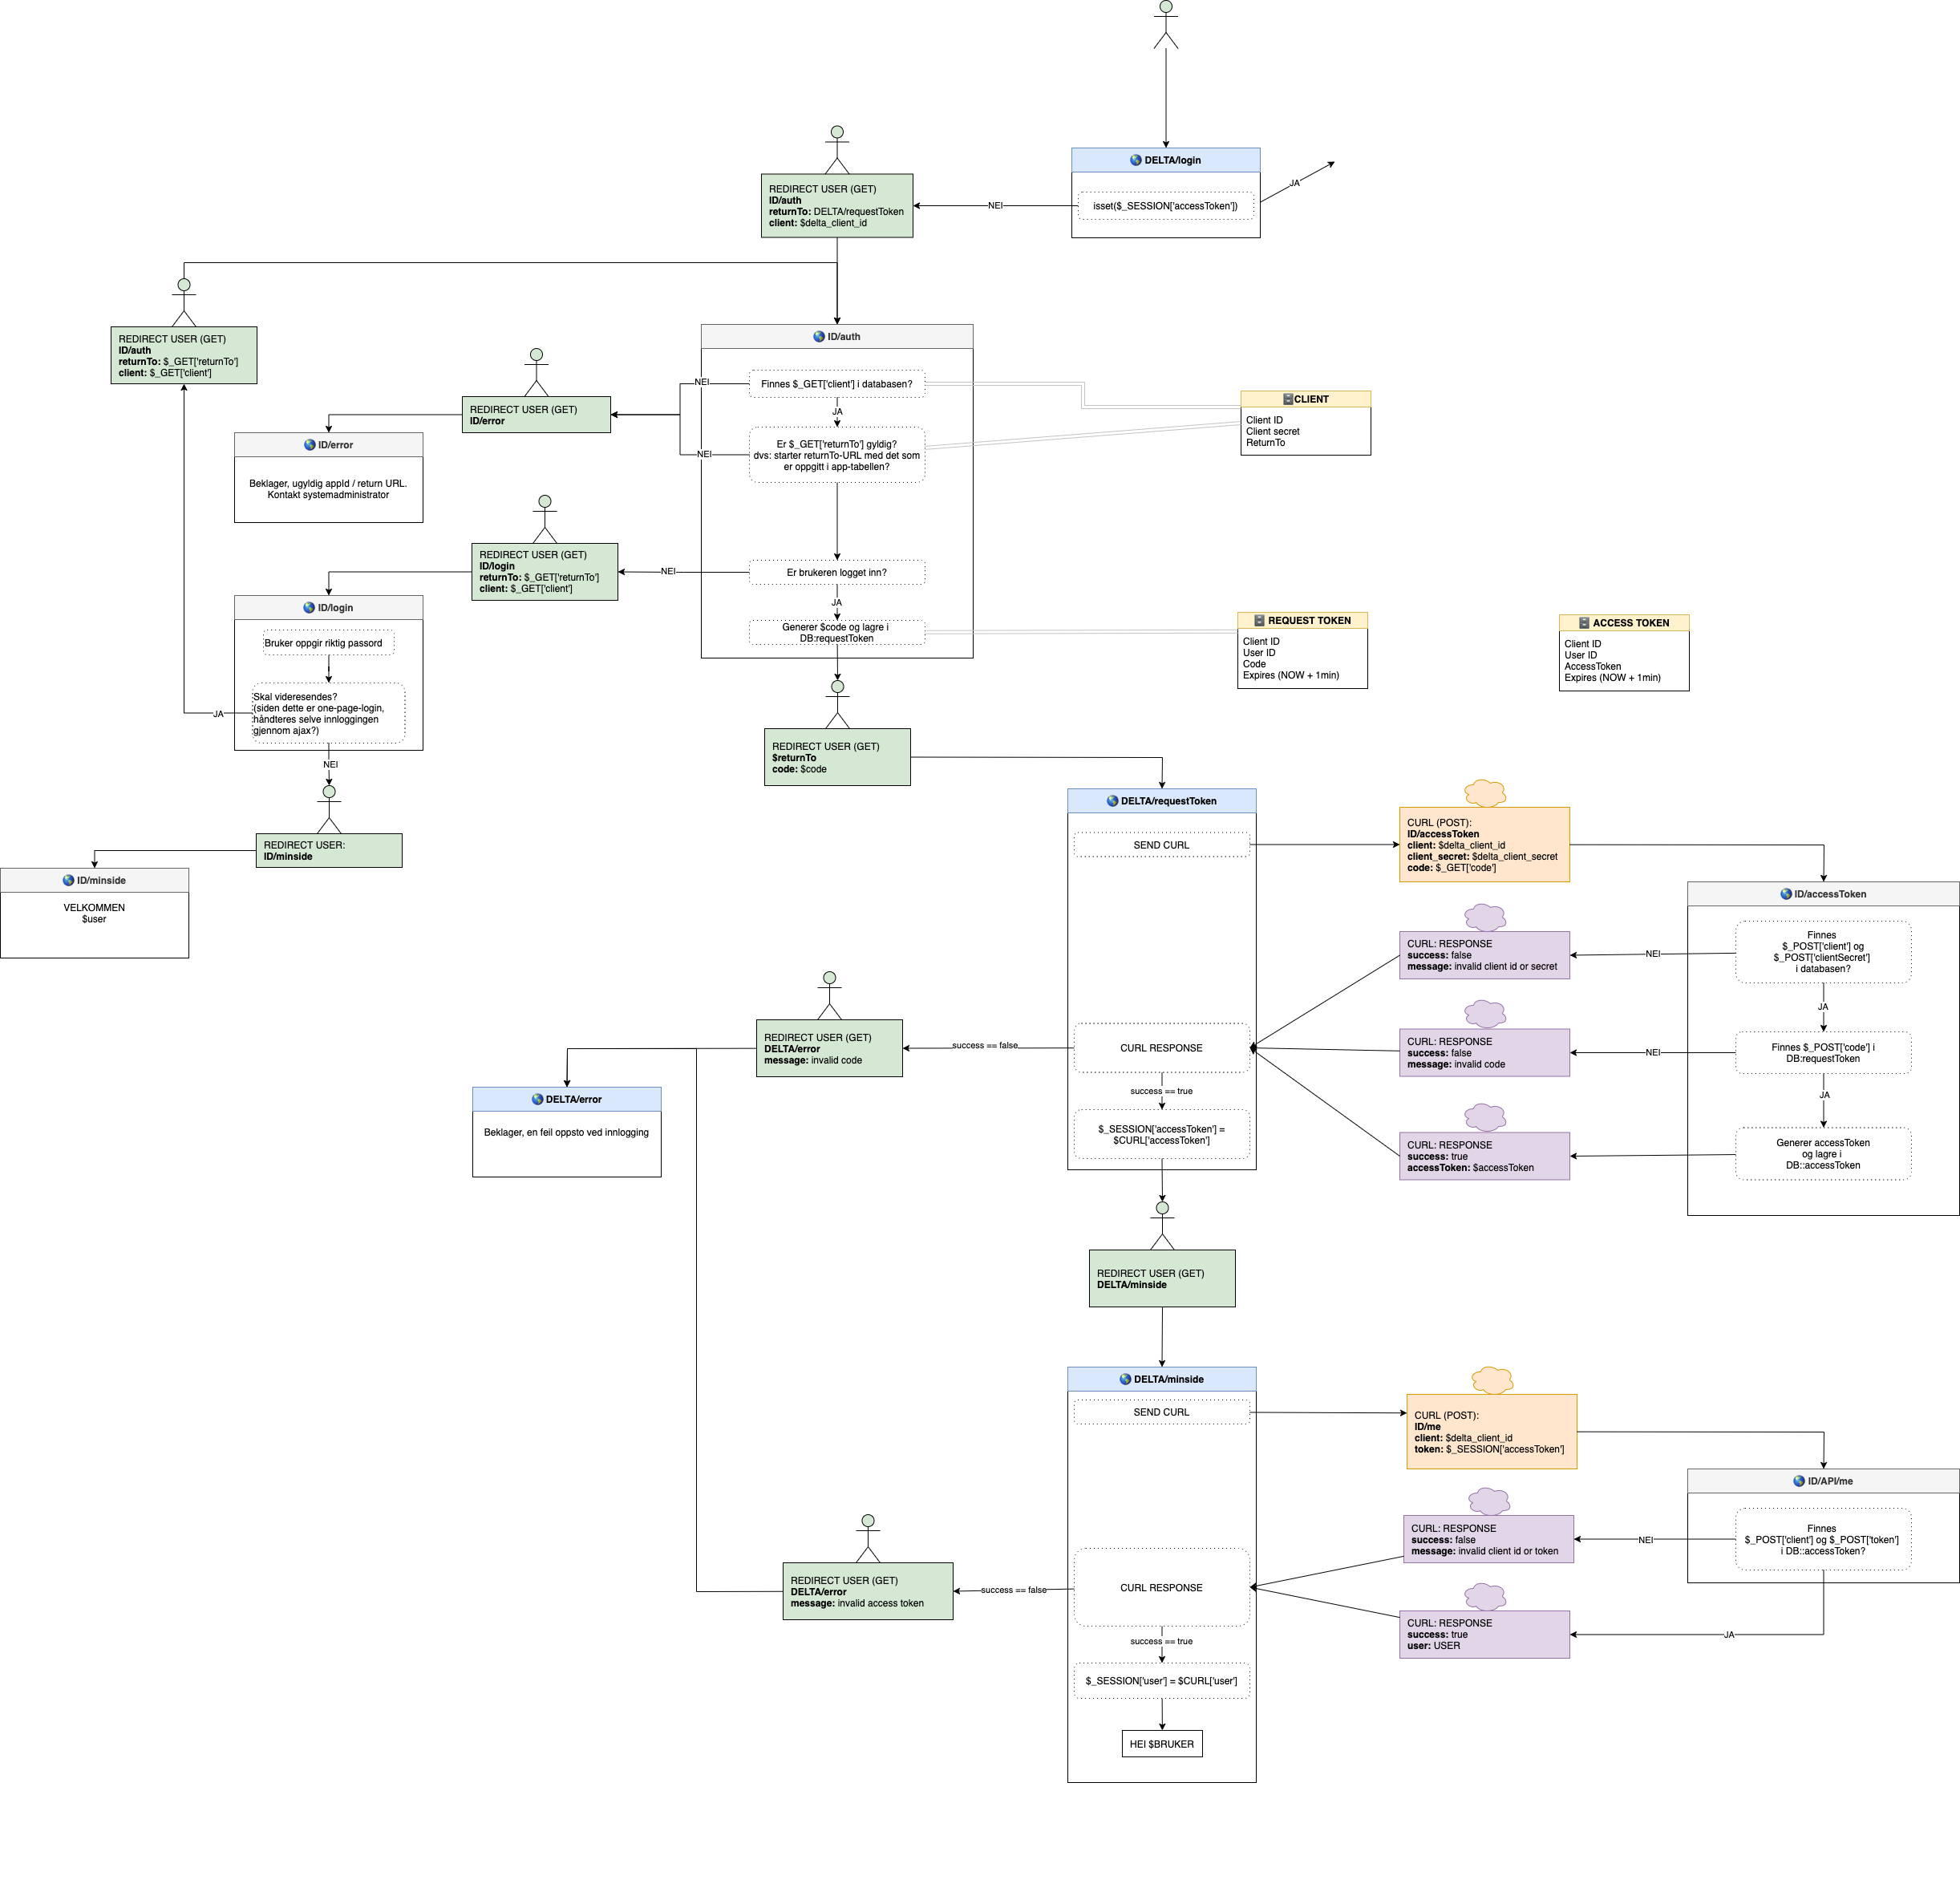 DELTA/login
isset($_SESSION['accessToken'])
JA
NEI
REDIRECT USER (GET)
ID/auth
returnTo: DELTA/requestToken
client: $delta_client_id
REDIRECT USER (GET)
ID/auth
returnTo: $_GET['returnTo']
client: $_GET['client']
ID/auth
Finnes $_GET['client'] i databasen?
NEI
JA
Er $_GET['returnTo'] gyldig?
dvs: starter returnTo-URL med det som
er oppgitt i app-tabellen?
NEI
Er brukeren logget inn?
NEI
JA
Generer $code og lagre i
DB:requestToken
CLIENT
Client ID
Client secret
ReturnTo
REDIRECT USER (GET)
ID/error
ID/error
Beklager, ugyldig appId / return URL.
Kontakt systemadministrator
REDIRECT USER (GET)
ID/login
returnTo: $_GET['returnTo']
client: $_GET['client']
ID/login
Bruker oppgir riktig passord
Skal videresendes?
(siden dette er one-page-login,
håndteres selve innloggingen
gjennom ajax?)
JA
NEI
REDIRECT USER:
ID/minside
ID/minside
VELKOMMEN
$user
REQUEST TOKEN
Client ID
User ID
Code
Expires (NOW + 1min)
ACCESS TOKEN
Client ID
User ID
AccessToken
Expires (NOW + 1min)
REDIRECT USER (GET)
$returnTo
code: $code
DELTA/requestToken
SEND CURL
CURL (POST):
ID/accessToken
client: $delta_client_id
client_secret: $delta_client_secret
code: $_GET['code']
ID/accessToken
Finnes
$_POST['client'] og
$_POST['clientSecret']
i databasen?
NEI
CURL: RESPONSE
success: false
message: invalid client id or secret
JA
Finnes $_POST['code'] i
DB:requestToken
NEI
CURL: RESPONSE
success: false
message: invalid code
JA
Generer accessToken
og lagre i
DB::accessToken
CURL: RESPONSE
success: true
accessToken: $accessToken
CURL RESPONSE
success == false
REDIRECT USER (GET)
DELTA/error
message: invalid code
DELTA/error
Beklager, en feil oppsto ved innlogging
success == true
$_SESSION['accessToken'] =
$CURL['accessToken']
REDIRECT USER (GET)
DELTA/minside
DELTA/minside
SEND CURL
CURL (POST):
ID/me
client: $delta_client_id
token: $_SESSION['accessToken']
ID/API/me
Finnes
$_POST['client'] og $_POST['token']
i DB::accessToken?
NEI
CURL: RESPONSE
success: false
message: invalid client id or token
JA
CURL: RESPONSE
success: true
user: USER
CURL RESPONSE
success == false
REDIRECT USER (GET)
DELTA/error
message: invalid access token
success == true
$_SESSION['user'] = $CURL['user']
HEI $BRUKER